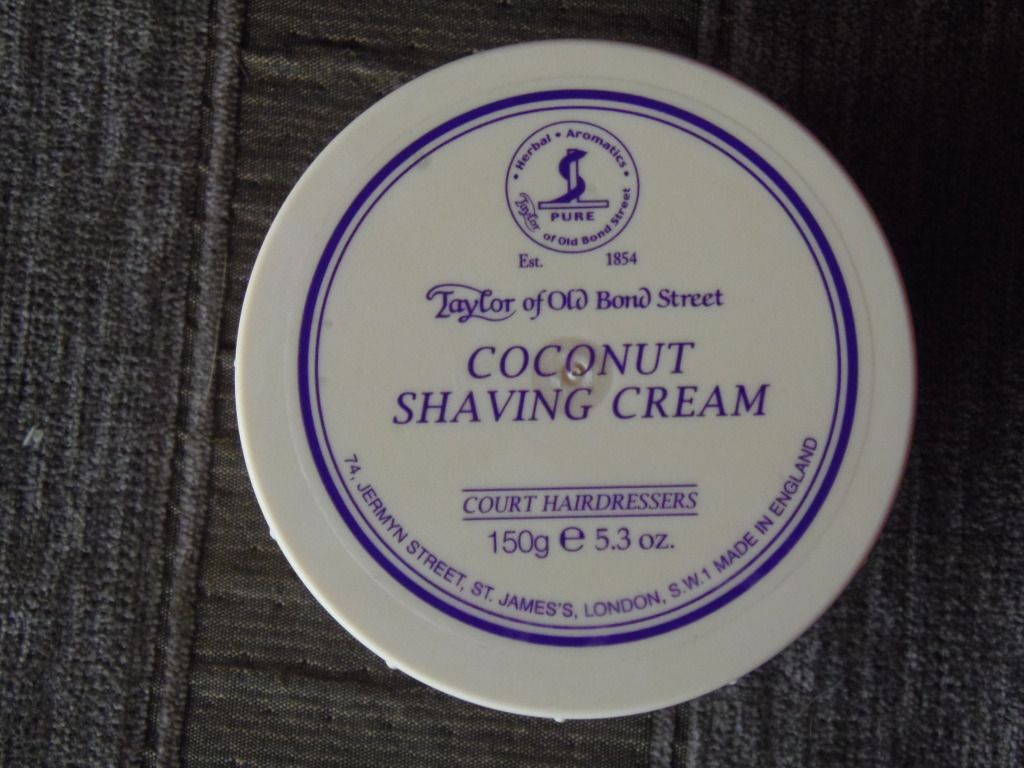 Herbal • Aromatics
PURE
Taylor of Old Bond Street
Est. 1854
Taylor of Old Bond Street
COCONUT
SHAVING CREAM
COURT HAIRDRESSERS
150g e 5.3 oz.
74, JERMYN STREET, ST. JAMES'S, LONDON, S.W.1 MADE IN ENGLAND